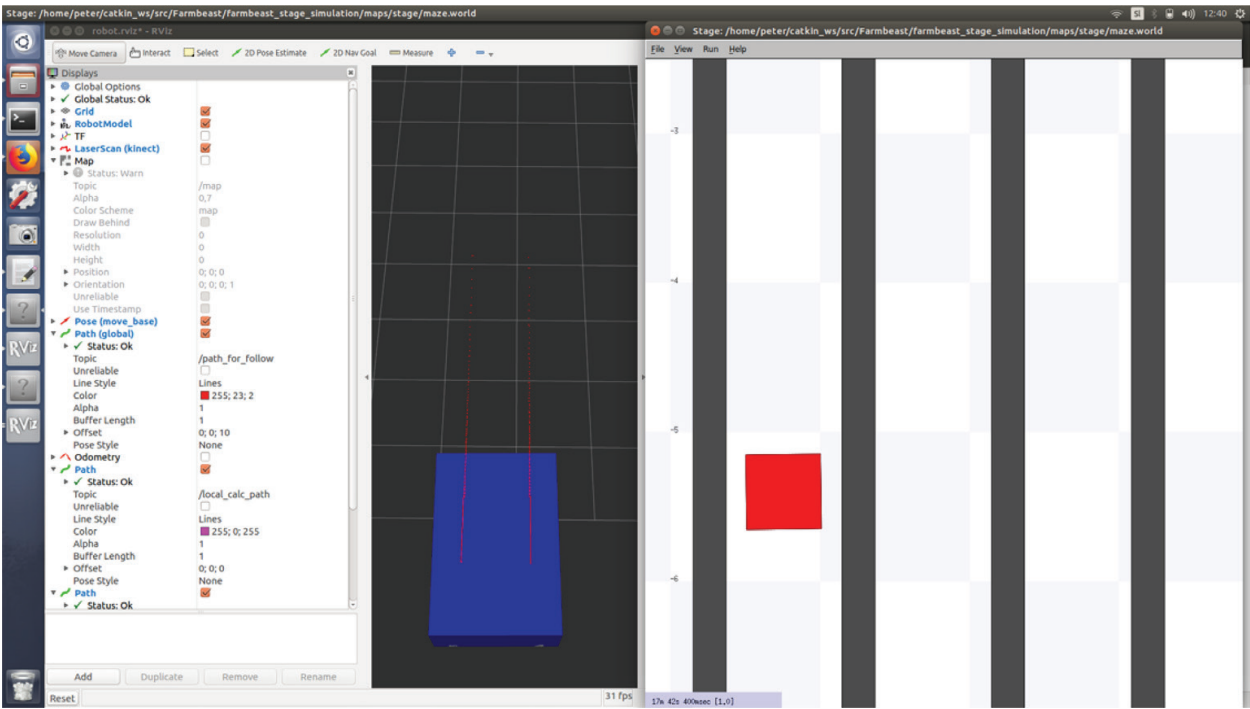 Stage: /home/peter/catkin_ws/src/Farmbeast/farmbeast_stage_simulation/maps/stage/maze.world
Sl
12:40
robot.rviz* - RViz
Stage: /home/peter/catkin_ws/src/Farmbeast/farmbeast_stage_simulation/maps/stage/maze.world
Move Camera Interact Select 2D Pose Estimate 2D Nav Goal Measure
File View Run Help
Displays
Global Options
Global Status: Ok
Grid
RobotModel
TF
LaserScan (kinect)
Map
Status: Warn
Topic /map
Alpha 0,7
Color Scheme map
Draw Behind
Resolution 0
Width 0
Height 0
Position 0; 0; 0
Orientation 0; 0; 0; 1
Unreliable
Use Timestamp
Pose (move_base)
Path (global)
Status: Ok
Topic /path_for_follow
Unreliable
Line Style Lines
Color 255; 23; 2
Alpha 1
Buffer Length 1
Offset 0; 0; 10
Pose Style None
Odometry
Path
Status: Ok
Topic /local_calc_path
Unreliable
Line Style Lines
Color 255; 0; 255
Alpha 1
Buffer Length 1
Offset 0; 0; 0
Pose Style None
Path
Status: Ok
Add Duplicate Remove Rename
Reset
31 fps
RViz
RViz
-3
-4
-5
-6
17m 42s 400msec [1.0]